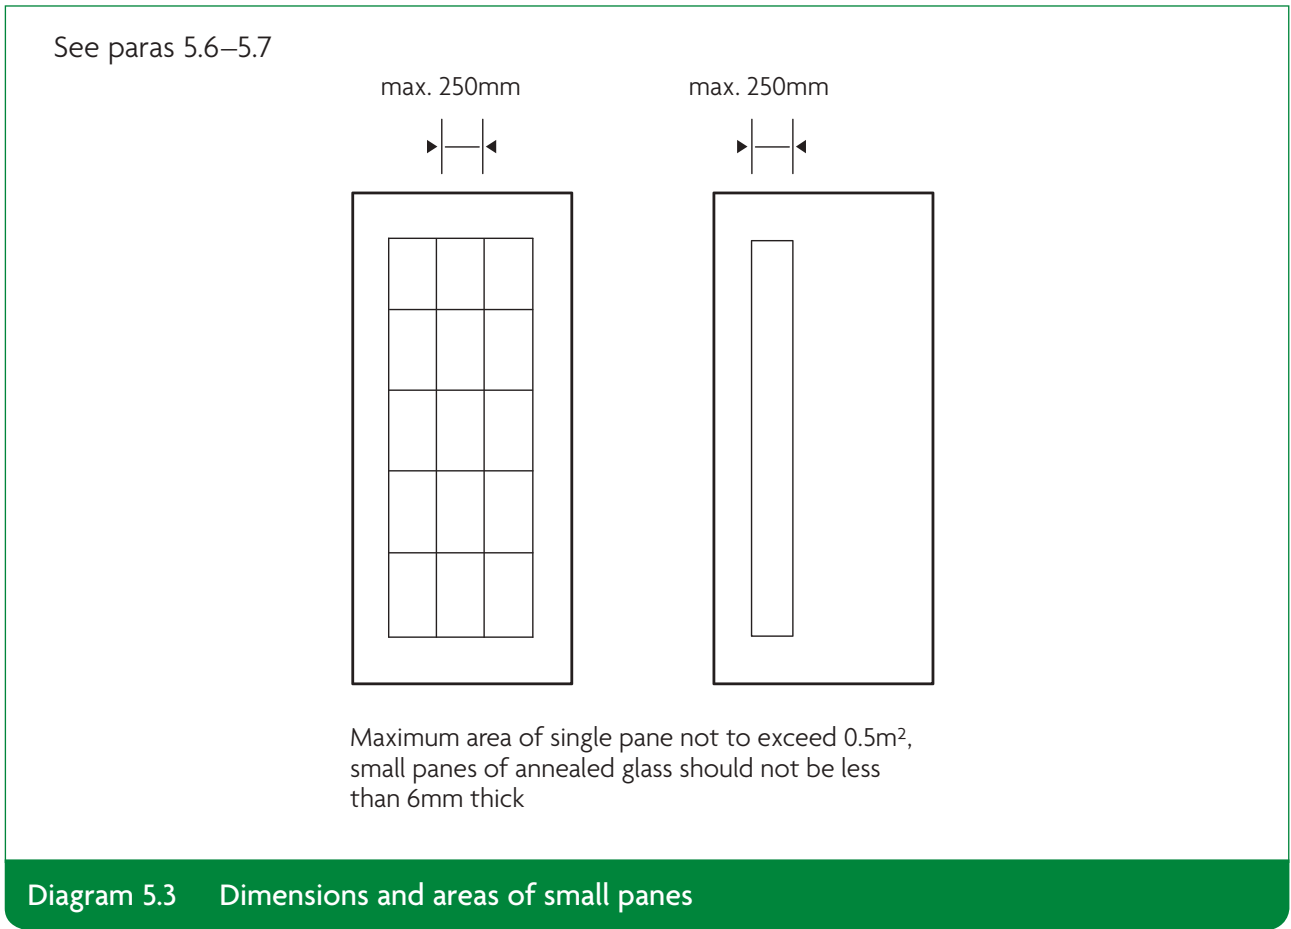 See paras 5.6–5.7
max. 250mm
max. 250mm
Maximum area of single pane not to exceed 0.5m²,
small panes of annealed glass should not be less
than 6mm thick
Diagram 5.3 Dimensions and areas of small panes